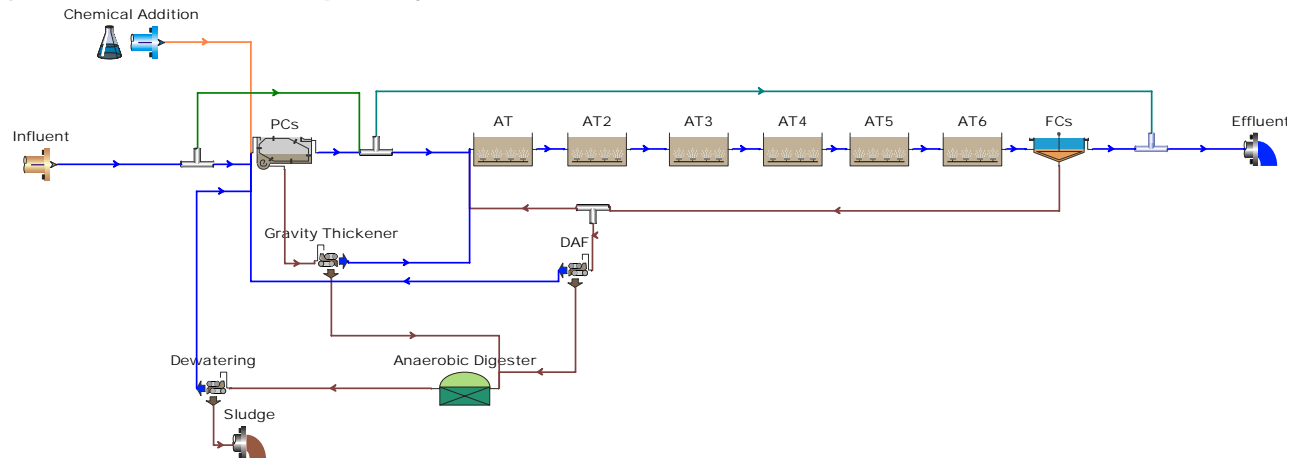 Chemical Addition
Influent
PCs
AT
AT2
AT3
AT4
AT5
AT6
FCs
Effluent
Gravity Thickener
DAF
Dewatering
Anaerobic Digester
Sludge